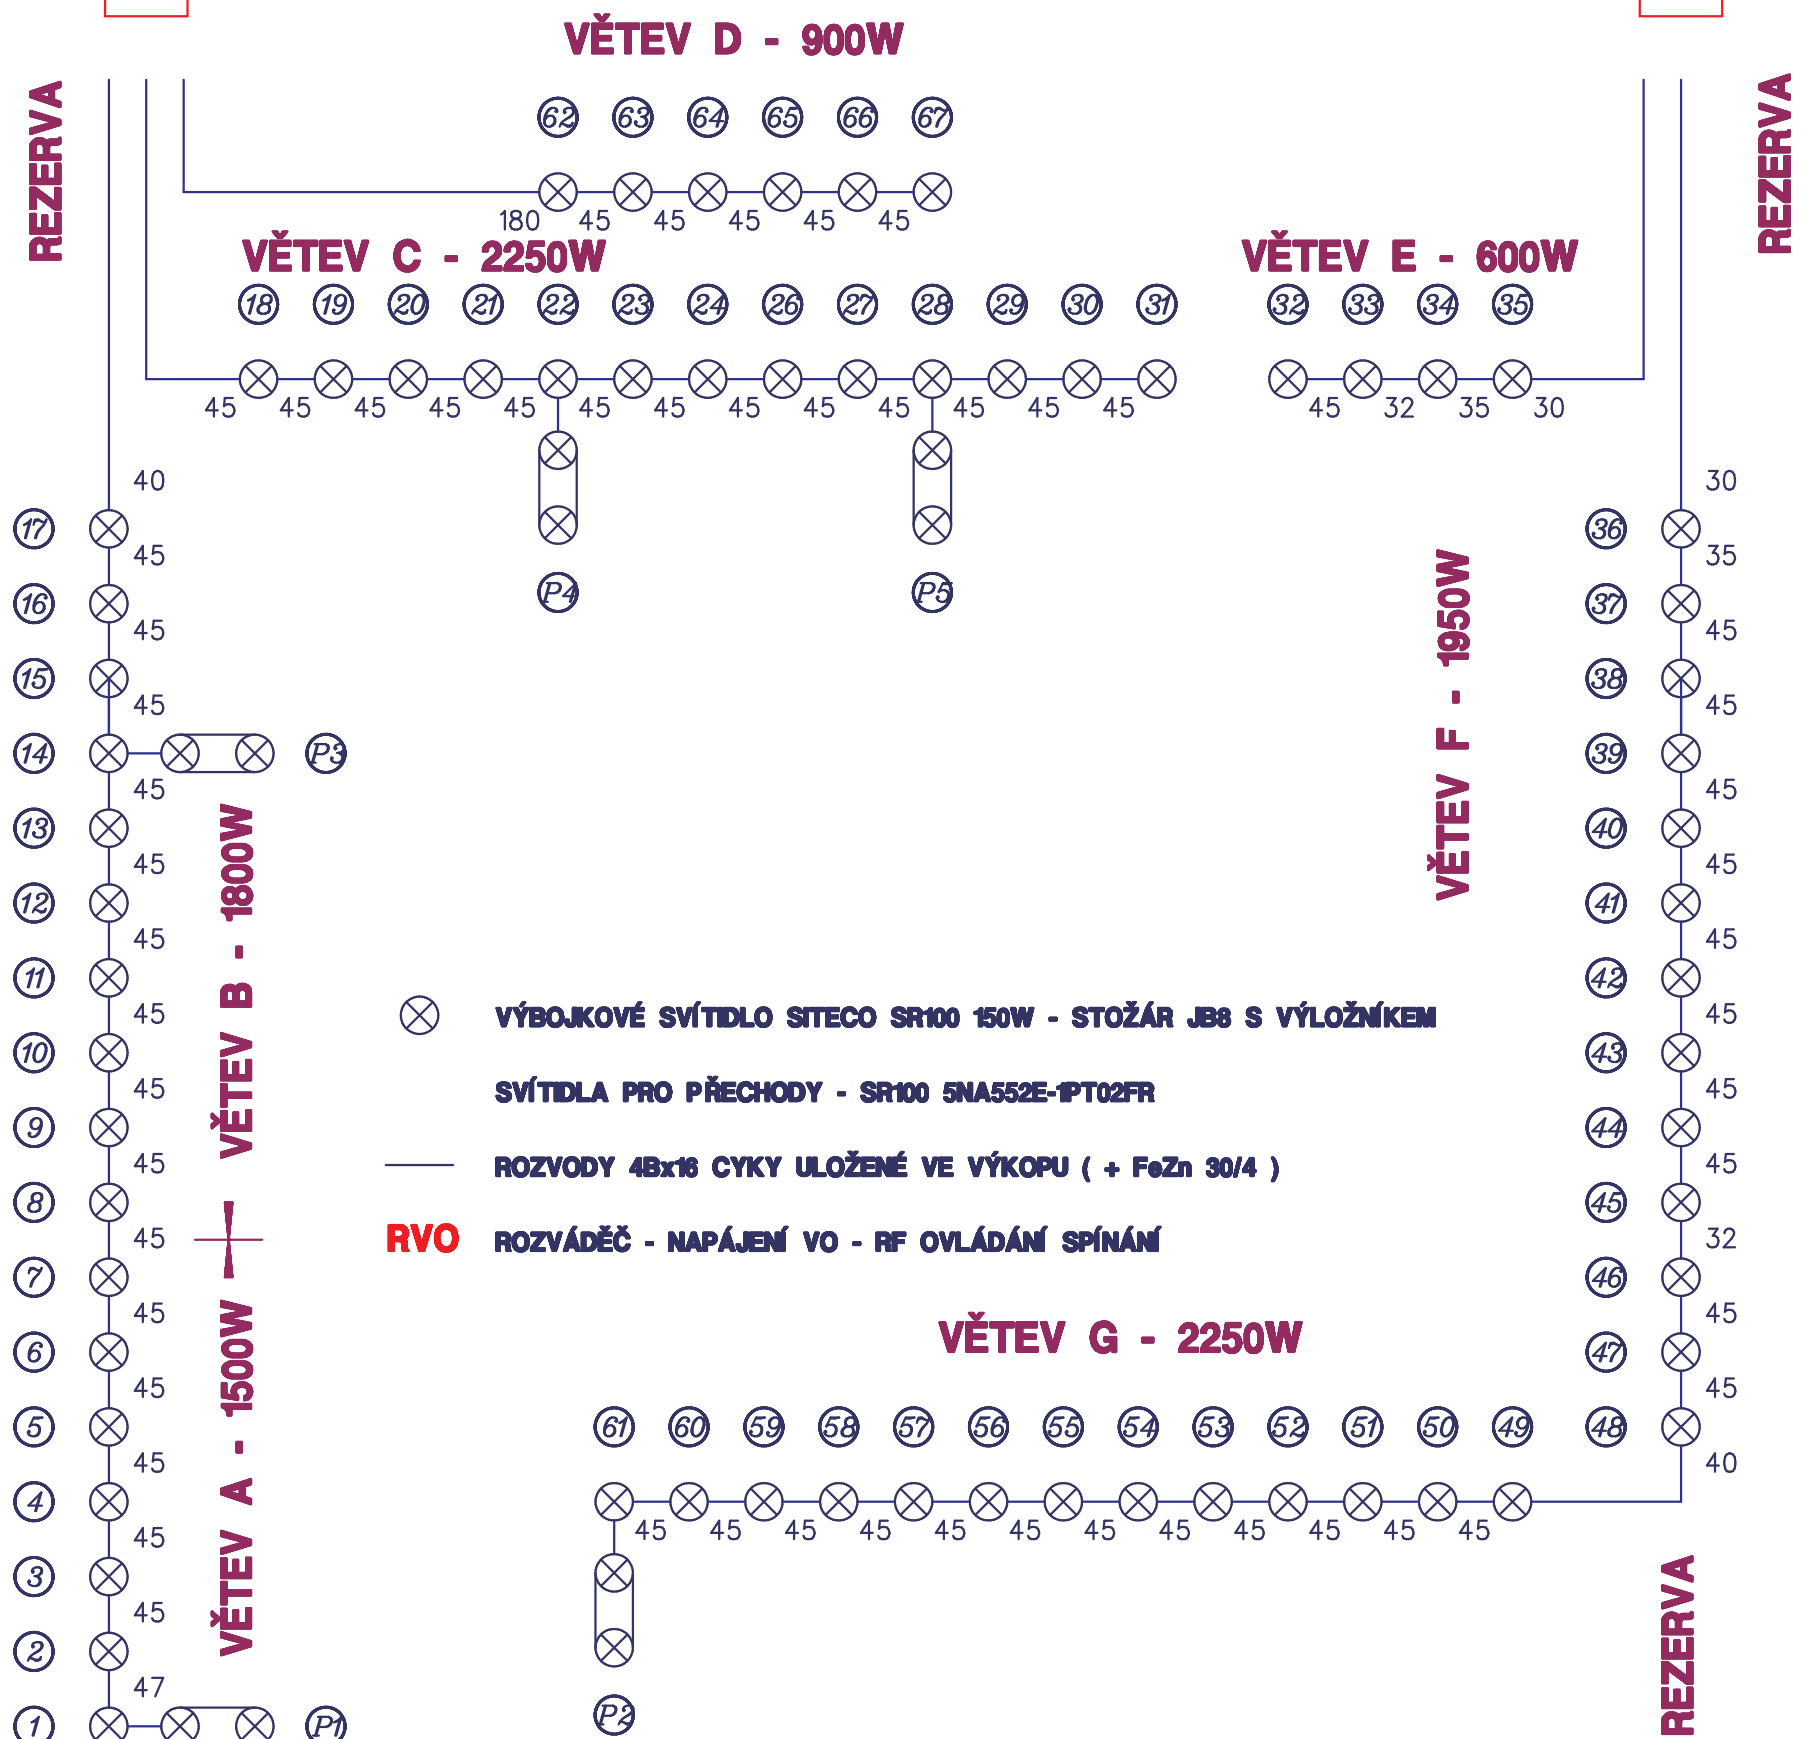 VĚTEV D - 900W
REZERVA
REZERVA
62 63 64 65 66 67
180 45 45 45 45 45
VĚTEV C - 2250W
VĚTEV E - 600W
18 19 20 21 22 23 24 26 27 28 29 30 31
32 33 34 35
45 45 45 45 45 45 45 45 45 45 45 45 45
45 32 35 30
P4
P5
40
17
45
16
45
15
45
14
P3
45
13
45
12
45
11
45
10
45
9
45
8
45
7
45
6
45
5
45
4
45
3
45
2
47
1
P1
VĚTEV B - 1800W
VĚTEV A - 1500W
VĚTEV F - 1950W
30
36
35
37
45
38
45
39
45
40
45
41
45
42
45
43
45
44
45
45
32
46
45
47
45
48
40
VÝBOJKOVÉ SVÍTIDLO SITECO SR100 150W - STOŽÁR JB8 S VÝLOŽNÍKEM
SVÍTIDLA PRO PŘECHODY - SR100 5NA552E-1PT02FR
ROZVODY 4Bx16 CYKY ULOŽENÉ VE VÝKOPU ( + FeZn 30/4 )
RVO ROZVÁDĚČ - NAPÁJENÍ VO - RF OVLÁDÁNÍ SPÍNÁNÍ
VĚTEV G - 2250W
61 60 59 58 57 56 55 54 53 52 51 50 49
45 45 45 45 45 45 45 45 45 45 45 45
P2
REZERVA